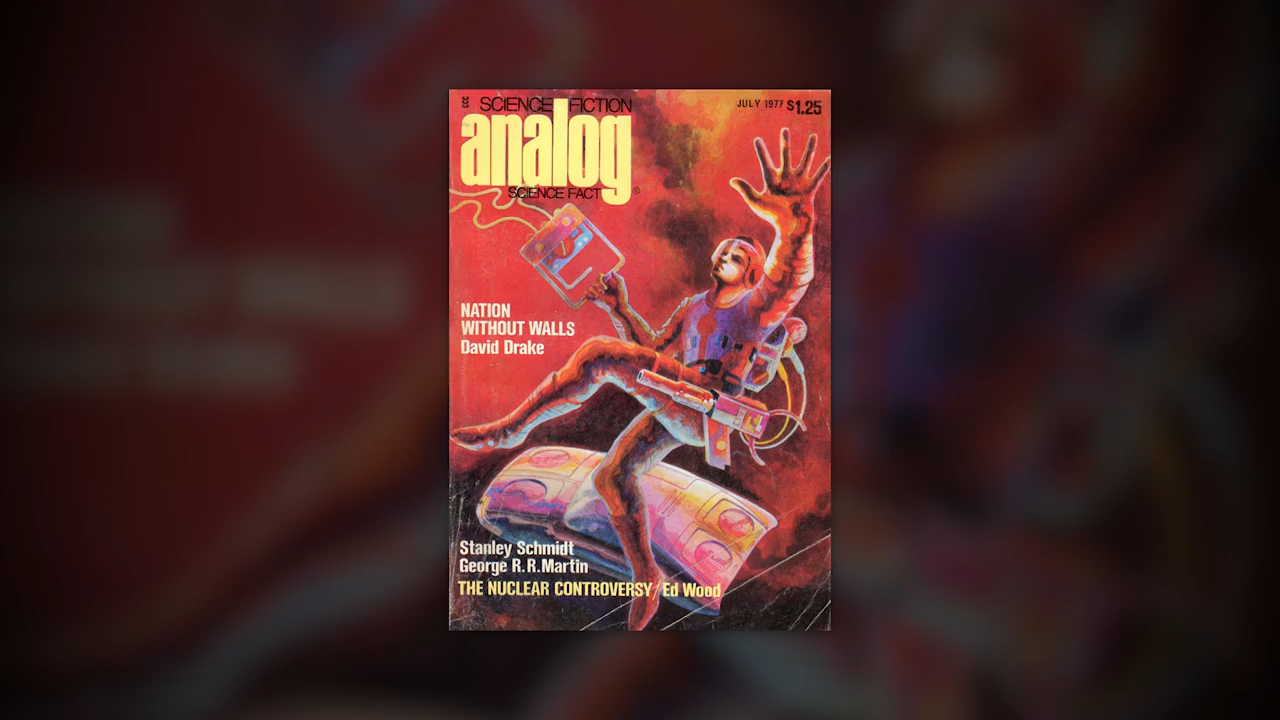 SCIENCE FICTION
analog
SCIENCE FACT®
JULY 1977 $1.25
NATION
WITHOUT WALLS
David Drake
Stanley Schmidt
George R.R.Martin
THE NUCLEAR CONTROVERSY/Ed Wood